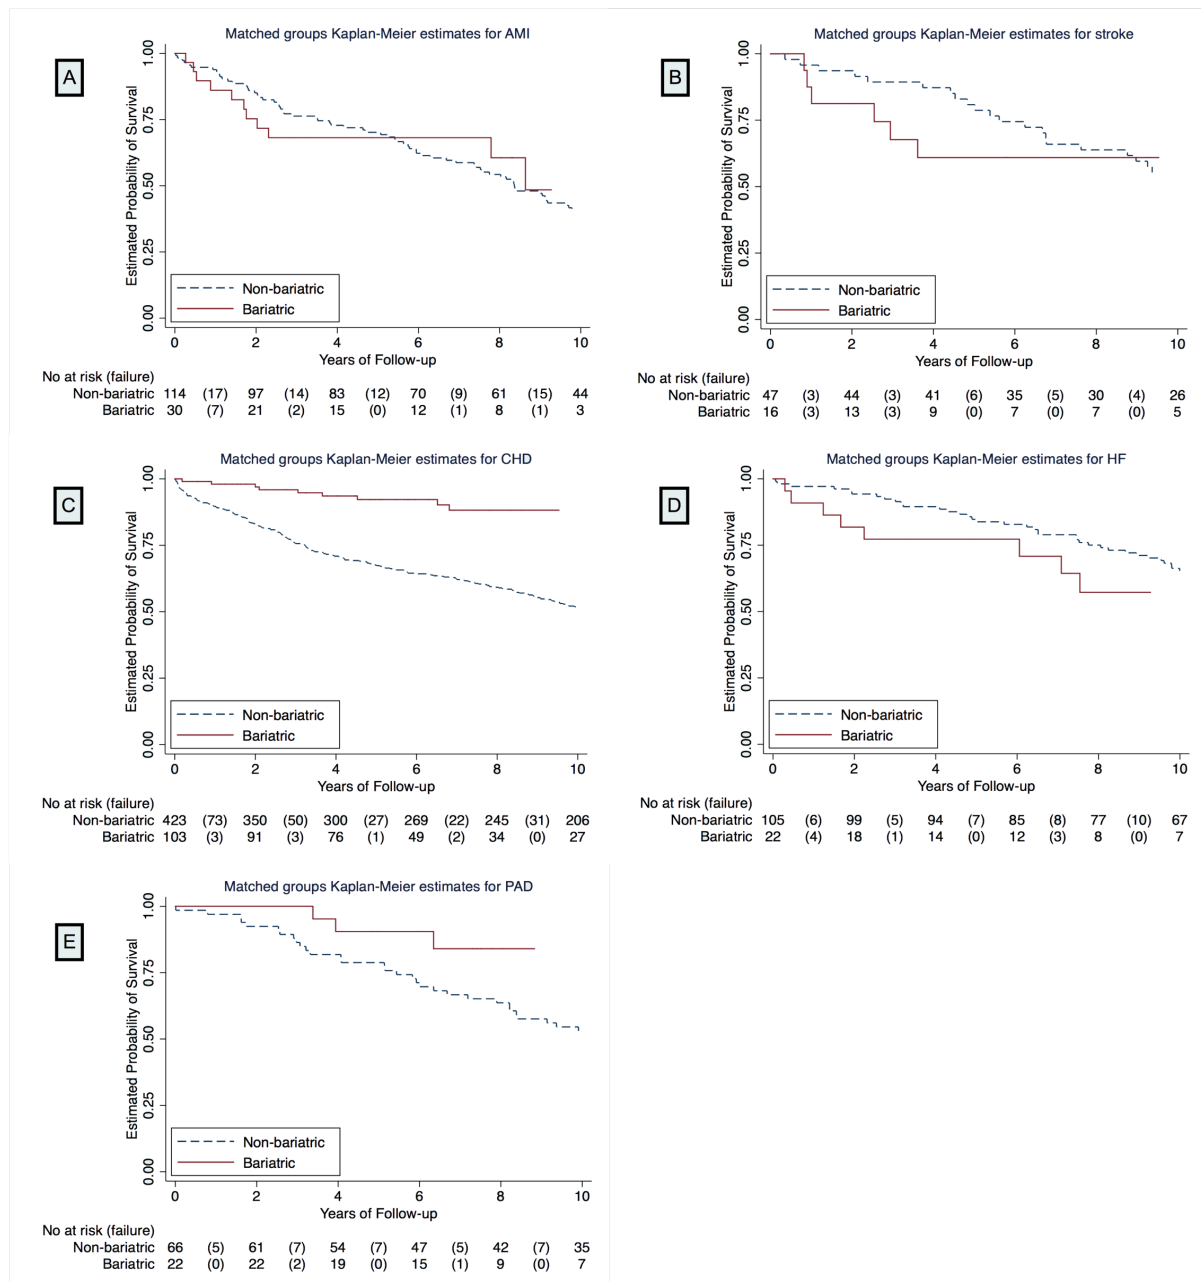 A
Matched groups Kaplan-Meier estimates for AMI
Estimated Probability of Survival
1.00
0.75
0.50
0.25
0.00
Non-bariatric
Bariatric
0 2 4 6 8 10
Years of Follow-up
No at risk (failure)
Non-bariatric 114 (17) 97 (14) 83 (12) 70 (9) 61 (15) 44
Bariatric 30 (7) 21 (2) 15 (0) 12 (1) 8 (1) 3
B
Matched groups Kaplan-Meier estimates for stroke
Estimated Probability of Survival
1.00
0.75
0.50
0.25
0.00
Non-bariatric
Bariatric
0 2 4 6 8 10
Years of Follow-up
No at risk (failure)
Non-bariatric 47 (3) 44 (3) 41 (6) 35 (5) 30 (4) 26
Bariatric 16 (3) 13 (3) 9 (0) 7 (0) 7 (0) 5
C
Matched groups Kaplan-Meier estimates for CHD
Estimated Probability of Survival
1.00
0.75
0.50
0.25
0.00
Non-bariatric
Bariatric
0 2 4 6 8 10
Years of Follow-up
No at risk (failure)
Non-bariatric 423 (73) 350 (50) 300 (27) 269 (22) 245 (31) 206
Bariatric 103 (3) 91 (3) 76 (1) 49 (2) 34 (0) 27
D
Matched groups Kaplan-Meier estimates for HF
Estimated Probability of Survival
1.00
0.75
0.50
0.25
0.00
Non-bariatric
Bariatric
0 2 4 6 8 10
Years of Follow-up
No at risk (failure)
Non-bariatric 105 (6) 99 (5) 94 (7) 85 (8) 77 (10) 67
Bariatric 22 (4) 18 (1) 14 (0) 12 (3) 8 (0) 7
E
Matched groups Kaplan-Meier estimates for PAD
Estimated Probability of Survival
1.00
0.75
0.50
0.25
0.00
Non-bariatric
Bariatric
0 2 4 6 8 10
Years of Follow-up
No at risk (failure)
Non-bariatric 66 (5) 61 (7) 54 (7) 47 (5) 42 (7) 35
Bariatric 22 (0) 22 (2) 19 (0) 15 (1) 9 (0) 7